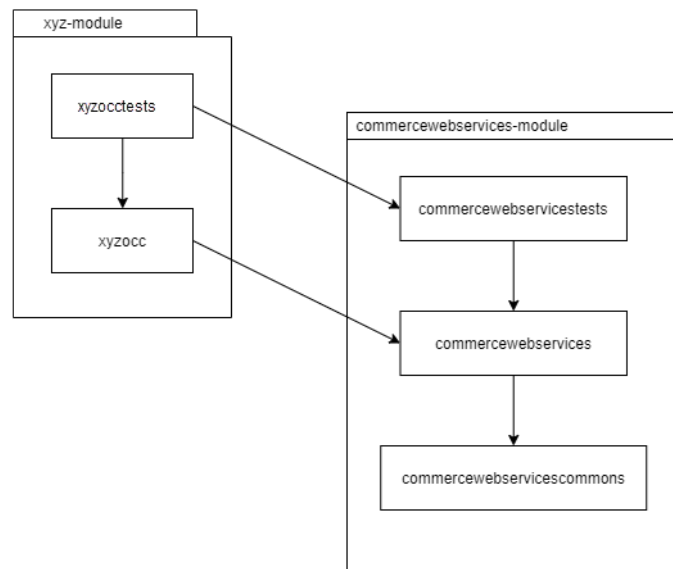 xyz-module
xyzocctests
xyzocc
commercewebservices-module
commercewebservicestests
commercewebservices
commercewebservicescommons